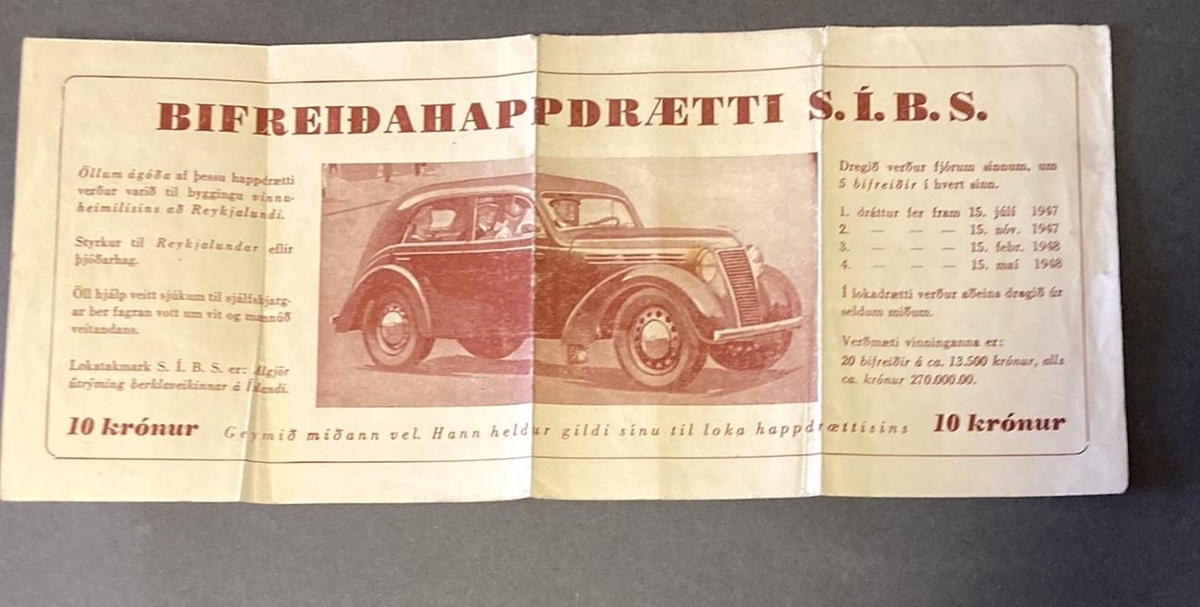 BIFREIÐAHAPPDRÆTTI S.Í.B.S.
Öllum ágóða af þessu happdrætti
verður varið til byggingu vinnu-
heimilisins að Reykjalundi.
Styrkur til Reykjalundar eflir
þjóðarhag.
Öll hjálp veitt sjúkum til sjálfsbjarg-
ar ber fagran vott um vit og mannúð
veitandans.
Lokatakmark S. Í. B. S. er: Algjör
útrýming berklaveikinnar á Íslandi.
Dregið verður fjórum sinnum, um
5 bifreiðir í hvert sinn.
1. dráttur fer fram 15. júlí 1947
2. — — — 15. nóv. 1947
3. — — — 15. febr. 1948
4. — — — 15. maí 1948
Í lokadrætti verður aðeins dregið úr
seldum miðum.
Verðmæti vinninganna er:
20 bifreiðir á ca. 13.500 krónur, alls
ca. krónur 270.000.00.
10 krónur
Geymið miðann vel. Hann heldur gildi sínu til loka happdrættisins
10 krónur